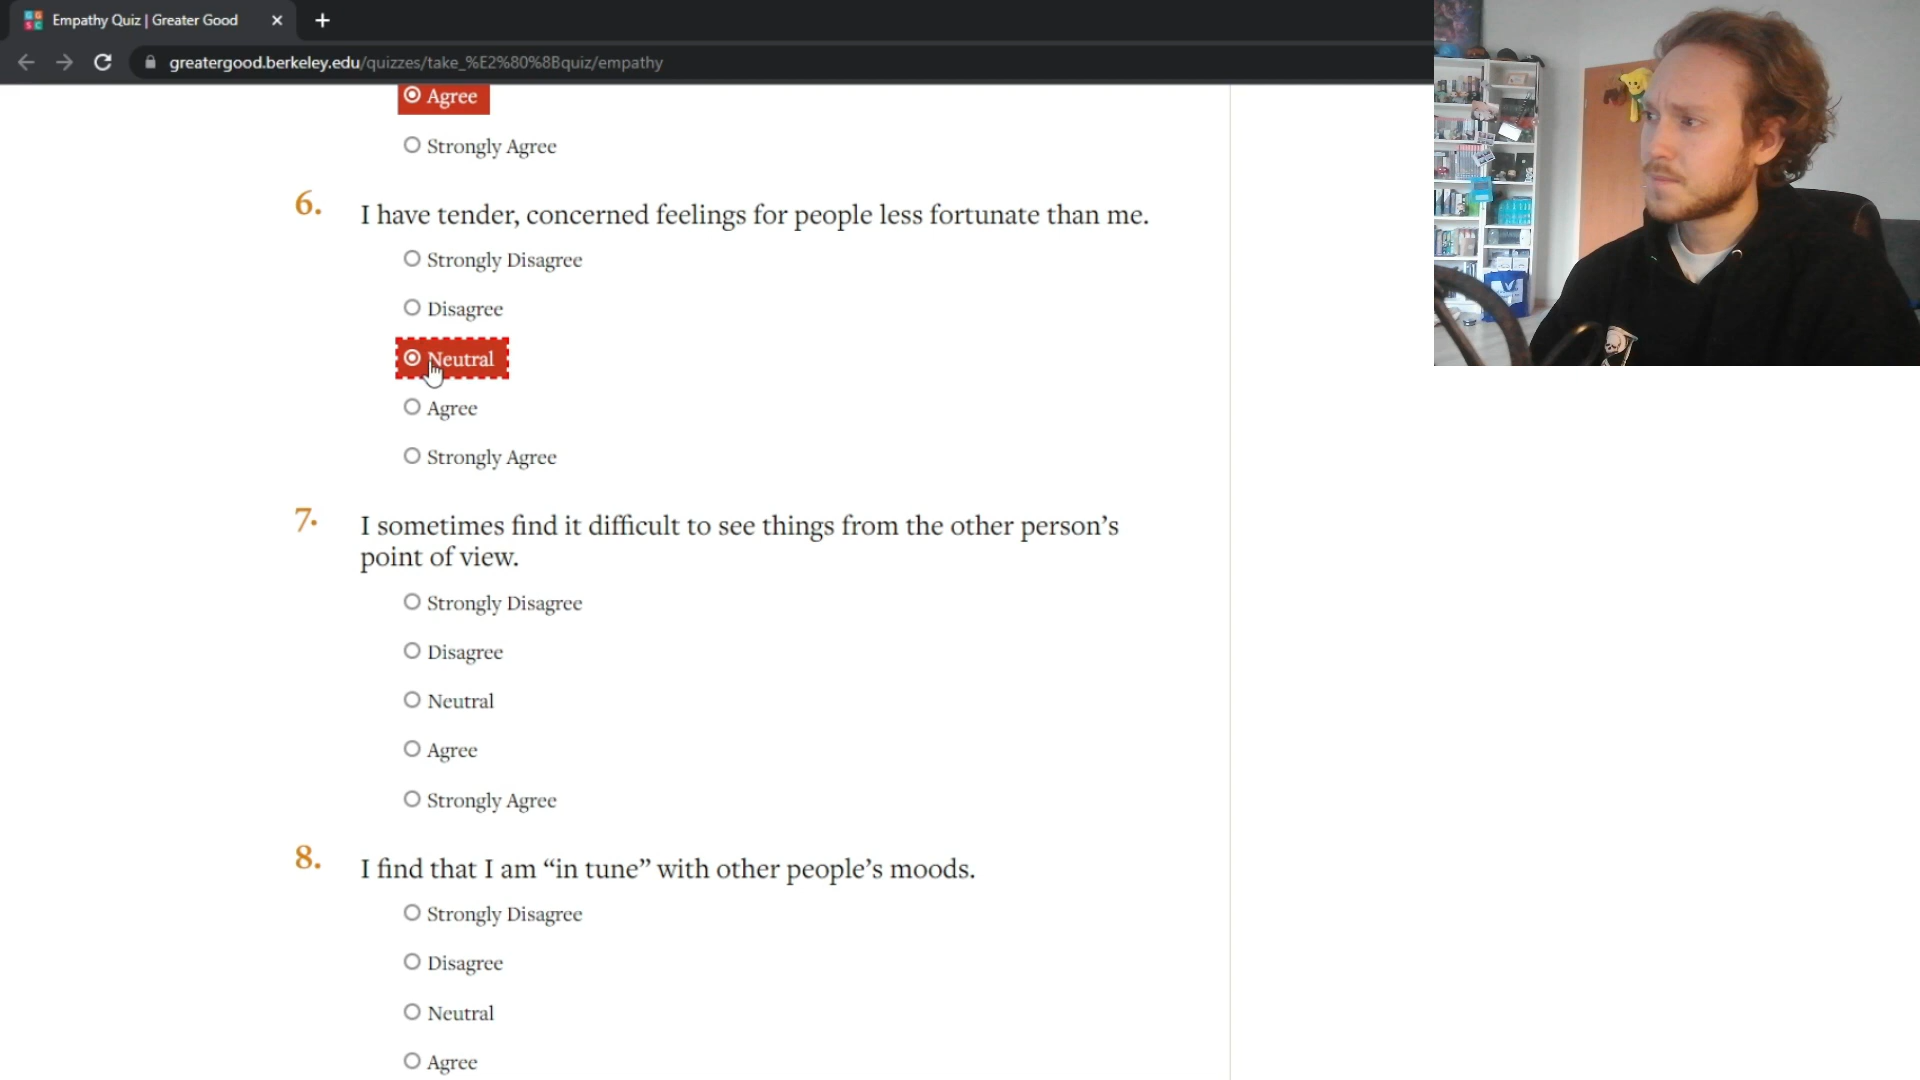 Empathy Quiz | Greater Good
greatergood.berkeley.edu/quizzes/take_%E2%80%8Bquiz/empathy
Agree
Strongly Agree
6. I have tender, concerned feelings for people less fortunate than me.
Strongly Disagree
Disagree
Neutral
Agree
Strongly Agree
7. I sometimes find it difficult to see things from the other person’s
point of view.
Strongly Disagree
Disagree
Neutral
Agree
Strongly Agree
8. I find that I am “in tune” with other people’s moods.
Strongly Disagree
Disagree
Neutral
Agree